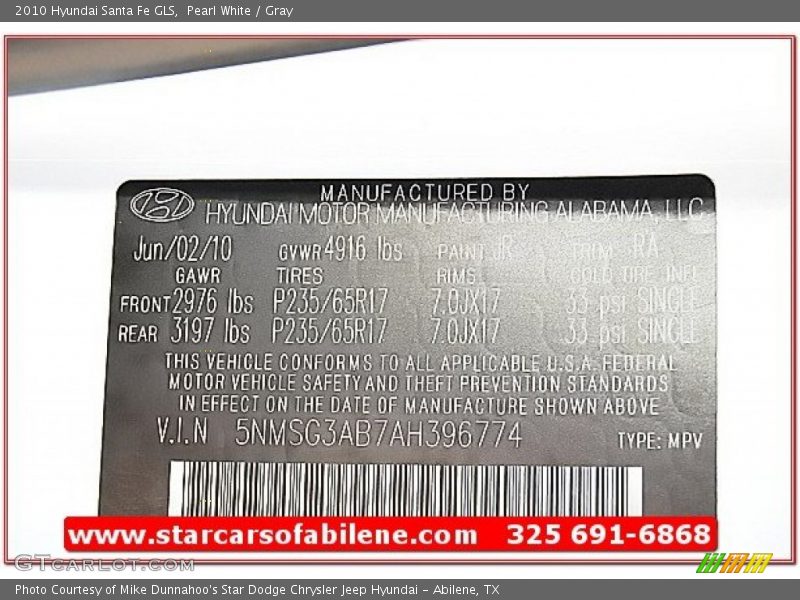 2010 Hyundai Santa Fe GLS, Pearl White / Gray
MANUFACTURED BY
HYUNDAI MOTOR MANUFACTURING ALABAMA, LLC
Jun/02/10 GVWR 4916 lbs PAINT JR TRIM RA
GAWR TIRES RIMS COLD TIRE INFL
FRONT 2976 lbs P235/65R17 7.0JX17 33 psi SINGLE
REAR 3197 lbs P235/65R17 7.0JX17 33 psi SINGLE
THIS VEHICLE CONFORMS TO ALL APPLICABLE U.S.A. FEDERAL
MOTOR VEHICLE SAFETY AND THEFT PREVENTION STANDARDS
IN EFFECT ON THE DATE OF MANUFACTURE SHOWN ABOVE
V.I.N 5NMSG3AB7AH396774 TYPE: MPV
www.starcarsofabilene.com 325 691-6868
GTcarlot.com
Photo Courtesy of Mike Dunnahoo's Star Dodge Chrysler Jeep Hyundai - Abilene, TX